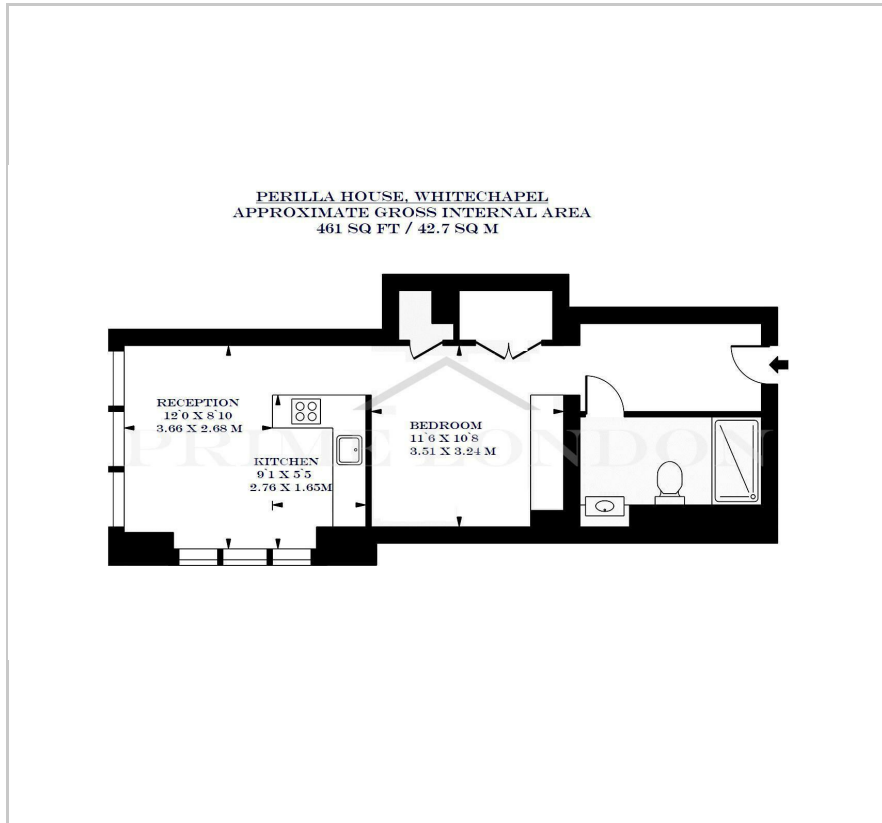 PERILLA HOUSE, WHITECHAPEL
APPROXIMATE GROSS INTERNAL AREA
461 SQ FT / 42.7 SQ M
RECEPTION
12'0 X 8'10
3.66 X 2.68 M
KITCHEN
9'1 X 5'5
2.76 X 1.65M
BEDROOM
11'6 X 10'8
3.51 X 3.24 M
PRIME LONDON